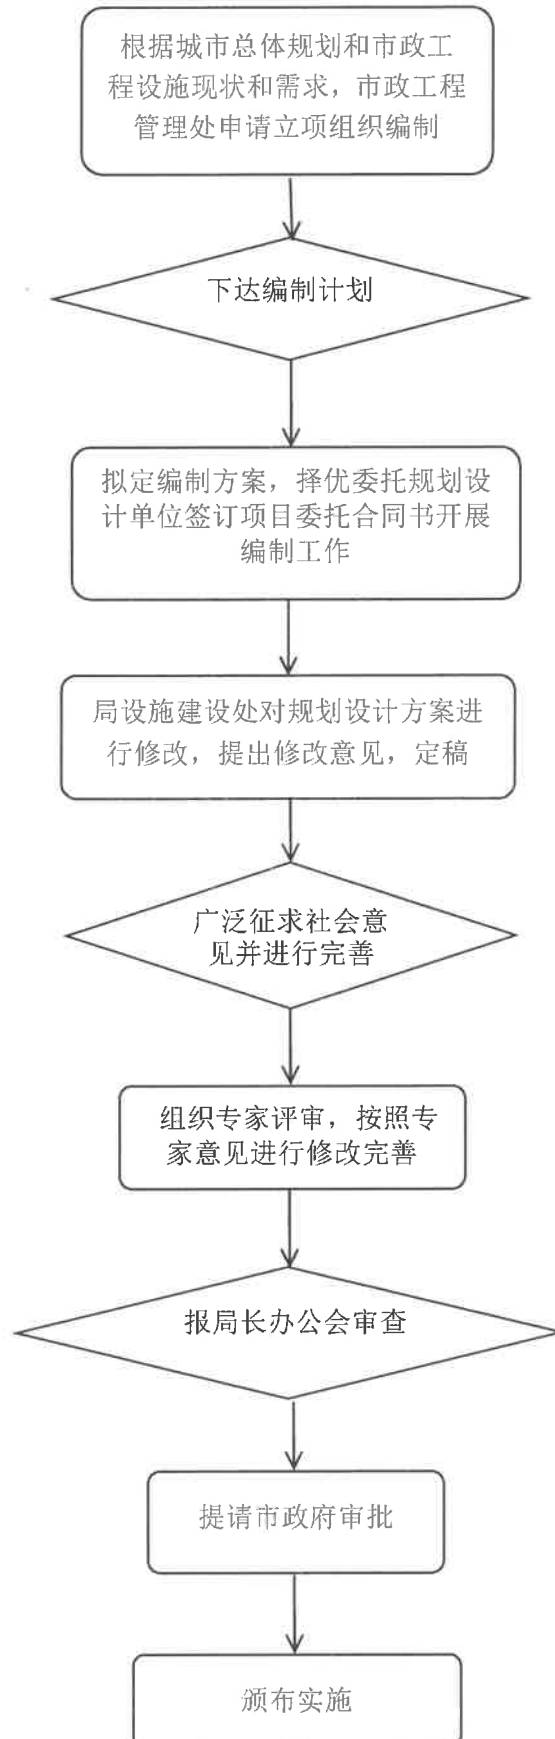 根据城市总体规划和市政工
程设施现状和需求，市政工程
管理处申请立项组织编制
下达编制计划
拟定编制方案，择优委托规划设
计单位签订项目委托合同书开展
编制工作
局设施建设处对规划设计方案进
行修改，提出修改意见，定稿
广泛征求社会意
见并进行完善
组织专家评审，按照专
家意见进行修改完善
报局长办公会审查
提请市政府审批
颁布实施